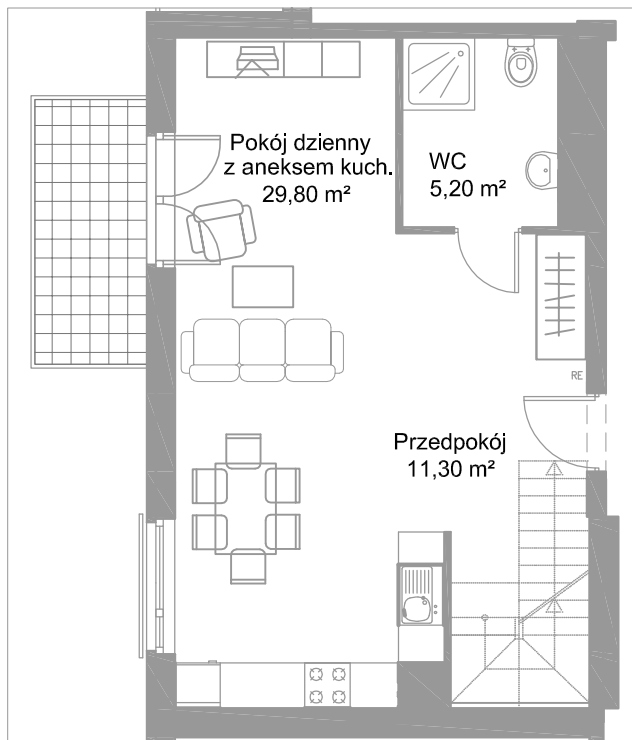 Pokój dzienny
z aneksem kuch.
29,80 m²
WC
5,20 m²
RE
Przedpokój
11,30 m²